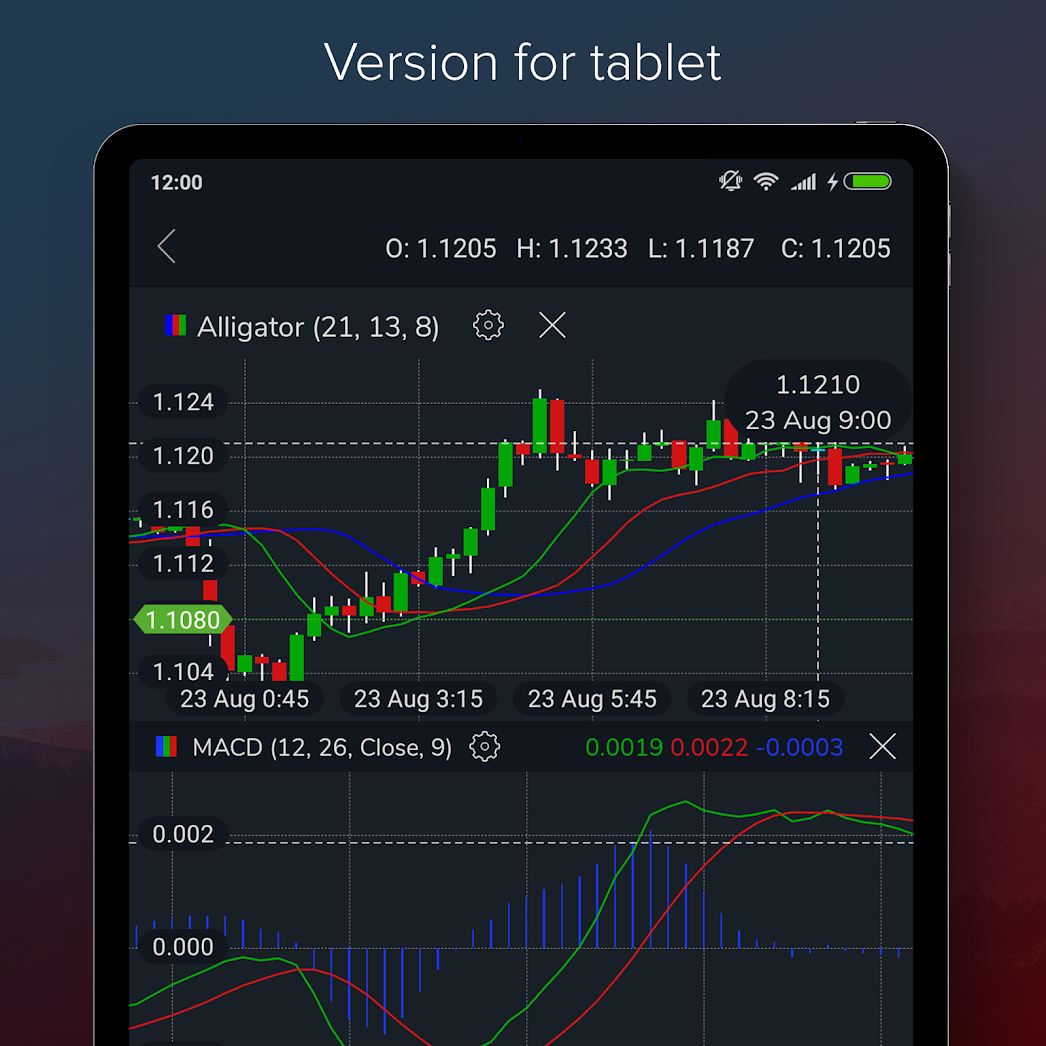 Version for tablet
12:00
O: 1.1205 H: 1.1233 L: 1.1187 C: 1.1205
Alligator (21, 13, 8)
1.1210
23 Aug 9:00
1.124
1.120
1.116
1.112
1.1080
1.104
23 Aug 0:45 23 Aug 3:15 23 Aug 5:45 23 Aug 8:15
MACD (12, 26, Close, 9) 0.0019 0.0022 -0.0003
0.002
0.000